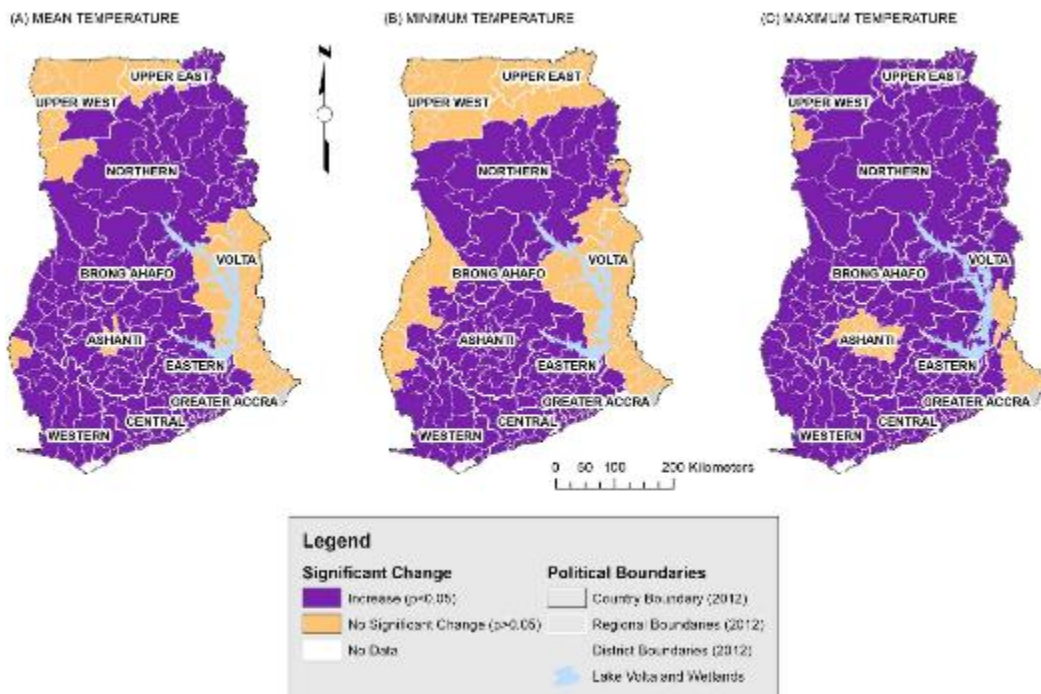 (A) MEAN TEMPERATURE
(B) MINIMUM TEMPERATURE
(C) MAXIMUM TEMPERATURE
N
UPPER EAST
UPPER WEST
NORTHERN
VOLTA
BRONG AHAFO
ASHANTI
EASTERN
GREATER ACCRA
CENTRAL
WESTERN
UPPER EAST
UPPER WEST
NORTHERN
VOLTA
BRONG AHAFO
ASHANTI
EASTERN
GREATER ACCRA
CENTRAL
WESTERN
UPPER EAST
UPPER WEST
NORTHERN
VOLTA
BRONG AHAFO
ASHANTI
EASTERN
GREATER ACCRA
CENTRAL
WESTERN
0 50 100 200 Kilometers
Legend
Significant Change
Increase (p<0.05)
No Significant Change (p>0.05)
No Data
Political Boundaries
Country Boundary (2012)
Regional Boundaries (2012)
District Boundaries (2012)
Lake Volta and Wetlands